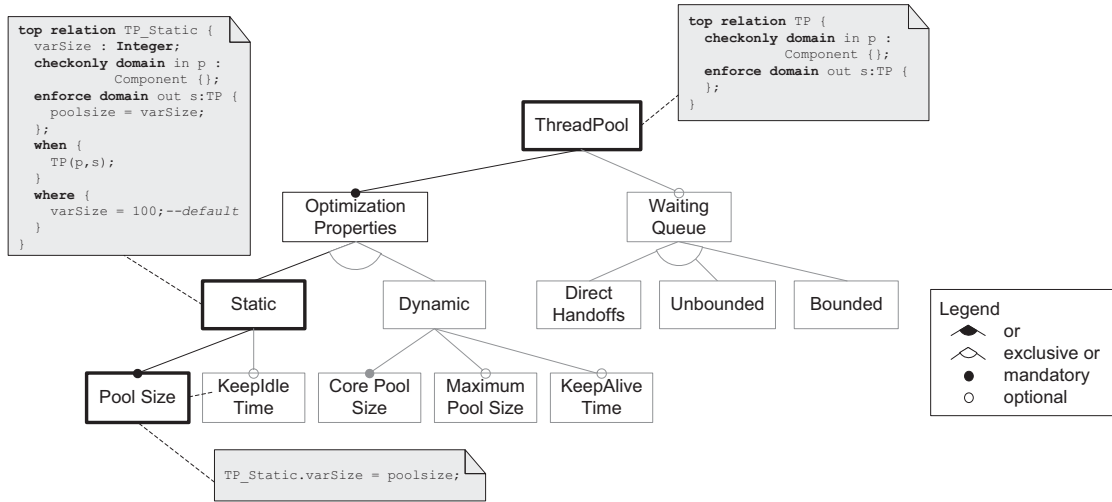 top relation TP_Static {
varSize : Integer;
checkonly domain in p :
Component {};
enforce domain out s:TP {
poolsize = varSize;
};
when {
TP(p,s);
}
where {
varSize = 100;--default
}
}
top relation TP {
checkonly domain in p :
Component {};
enforce domain out s:TP {
};
}
ThreadPool
Optimization
Properties
Waiting
Queue
Static
Dynamic
Direct
Handoffs
Unbounded
Bounded
Pool Size
KeepIdle
Time
Core Pool
Size
Maximum
Pool Size
KeepAlive
Time
Legend
or
exclusive or
mandatory
optional
TP_Static.varSize = poolsize;